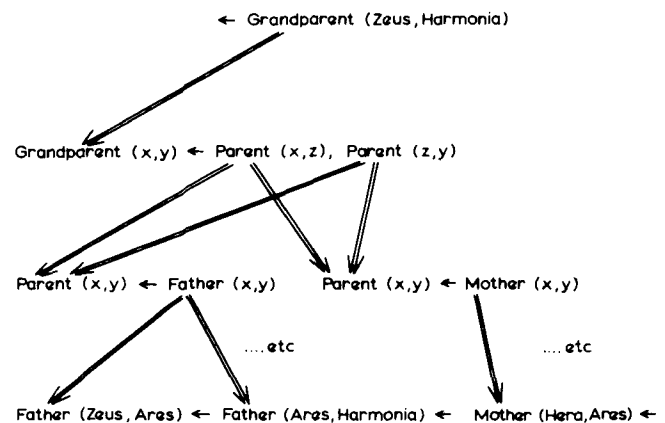 ← Grandparent (Zeus, Harmonia)
Grandparent (x,y) ← Parent (x,z), Parent (z,y)
Parent (x,y) ← Father (x,y) Parent (x,y) ← Mother (x,y)
....etc ....etc
Father (Zeus, Ares) ← Father (Ares, Harmonia) ← Mother (Hera, Ares) ←